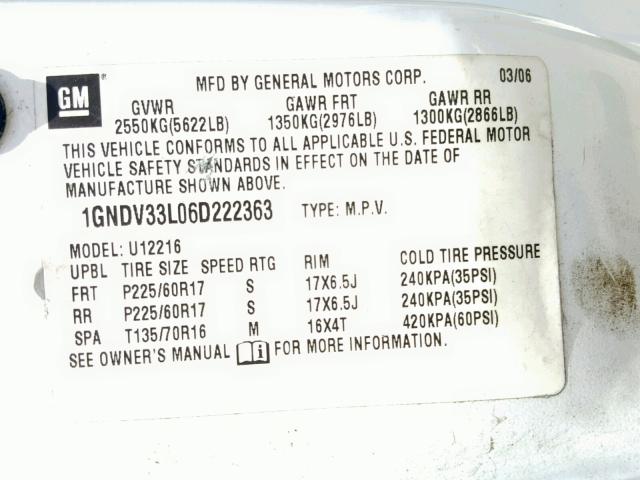 GM ® MFD BY GENERAL MOTORS CORP. 03/06
GVWR GAWR FRT GAWR RR
2550KG(5622LB) 1350KG(2976LB) 1300KG(2866LB)
THIS VEHICLE CONFORMS TO ALL APPLICABLE U.S. FEDERAL MOTOR
VEHICLE SAFETY STANDARDS IN EFFECT ON THE DATE OF
MANUFACTURE SHOWN ABOVE.
1GNDV33L06D222363 TYPE: M.P.V.
MODEL: U12216
UPBL TIRE SIZE SPEED RTG RIM COLD TIRE PRESSURE
FRT P225/60R17 S 17X6.5J 240KPA(35PSI)
RR P225/60R17 S 17X6.5J 240KPA(35PSI)
SPA T135/70R16 M 16X4T 420KPA(60PSI)
SEE OWNER'S MANUAL FOR MORE INFORMATION.